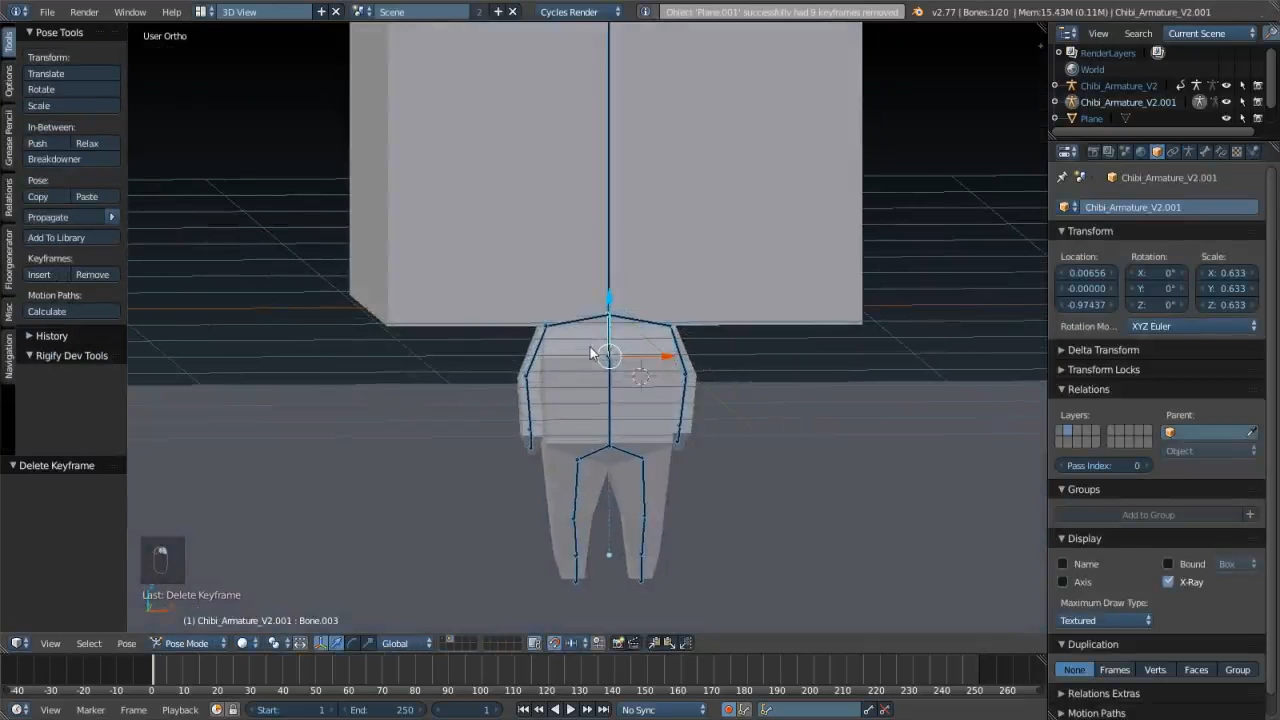 File Render Window Help 3D View Scene 2 Cycles Render Object 'Plane.001' successfully had 9 keyframes removed v2.77 | Bones:1/20 | Mem:15.43M (0.11M) | Chibi_Armature_V2.001
Tools
Options
Grease Pencil
Relations
Floorgenerator
Misc
Navigation
Pose Tools
Transform:
Translate
Rotate
Scale
In-Between:
Push Relax
Breakdowner
Pose:
Copy Paste
Propagate
Add To Library
Keyframes:
Insert Remove
Motion Paths:
Calculate
History
Rigify Dev Tools
Delete Keyframe
User Ortho
Last: Delete Keyframe
(1) Chibi_Armature_V2.001 : Bone.003
View Search Current Scene
RenderLayers
World
Chibi_Armature_V2
Chibi_Armature_V2.001
Plane
Chibi_Armature_V2.001
Chibi_Armature_V2.001
Transform
Location: Rotation: Scale:
0.00656 X: 0° X: 0.633
-0.00000 Y: 0° Y: 0.633
-0.97437 Z: 0° Z: 0.633
Rotation Mo... XYZ Euler
Delta Transform
Transform Locks
Relations
Layers: Parent:
Object
Pass Index: 0
Groups
Add to Group
Display
Name Bound Box
Axis X-Ray
Maximum Draw Type:
Textured
Duplication
None Frames Verts Faces Group
Relations Extras
Motion Paths
View Select Pose Pose Mode Global
-40 -30 -20 -10 0 10 20 30 40 50 60 70 80 90 100 110 120 130 140 150 160 170 180 190 200 210 220 230 240 250 260
View Marker Frame Playback Start: 1 End: 250 1 No Sync